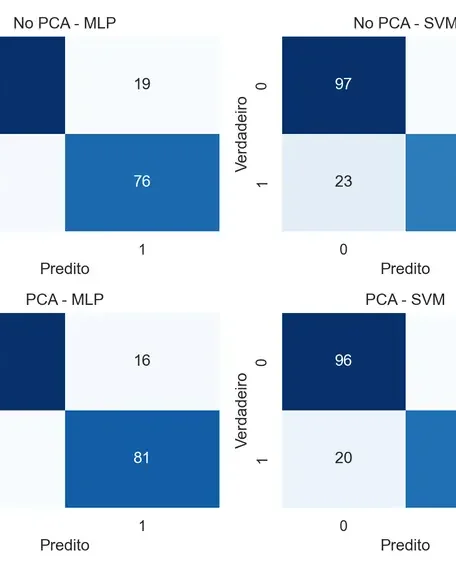 No PCA - MLP
19
76
1
Predito
No PCA - SVM
Verdadeiro
0
97
1
23
0
Predito
PCA - MLP
16
81
1
Predito
PCA - SVM
Verdadeiro
0
96
1
20
0
Predito